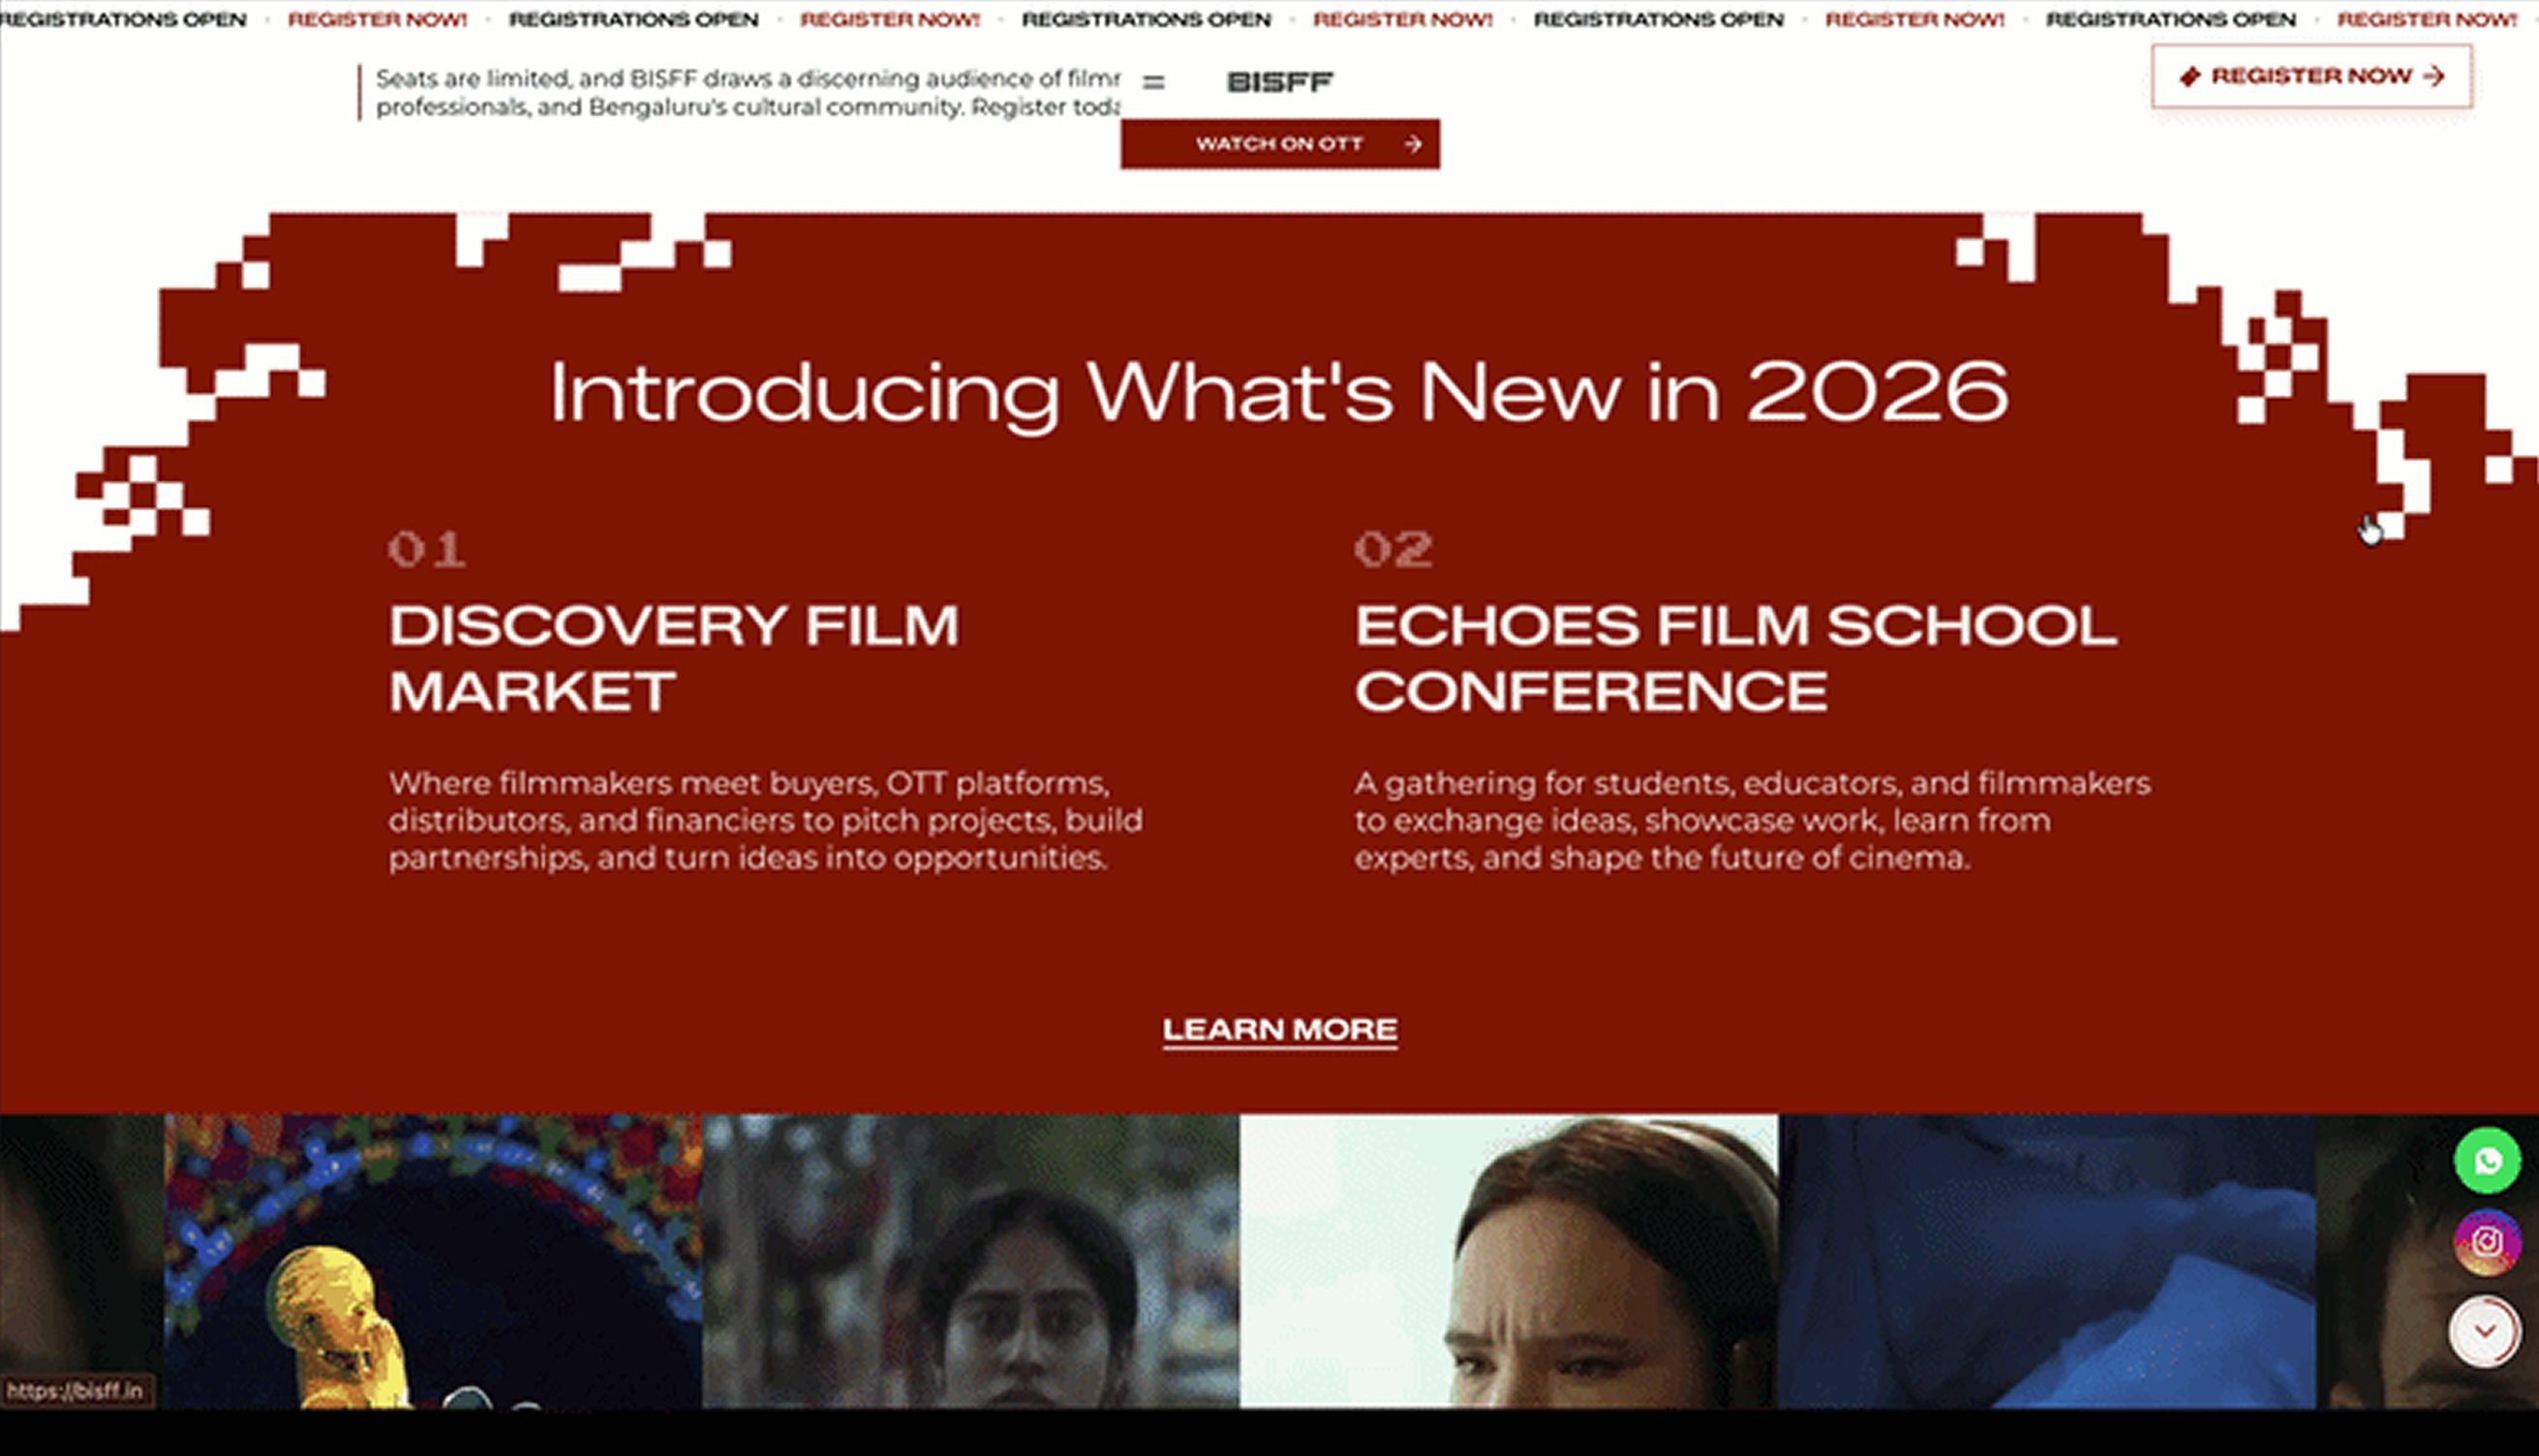 REGISTRATIONS OPEN · REGISTER NOW! · REGISTRATIONS OPEN · REGISTER NOW! · REGISTRATIONS OPEN · REGISTER NOW! · REGISTRATIONS OPEN · REGISTER NOW! · REGISTRATIONS OPEN · REGISTER NOW!
Seats are limited, and BISFF draws a discerning audience of
professionals, and Bengaluru's cultural community. Register
BISFF
WATCH ON OTT →
REGISTER NOW →
Introducing What's New in 2026
01
DISCOVERY FILM
MARKET
Where filmmakers meet buyers, OTT platforms,
distributors, and financiers to pitch projects, build
partnerships, and turn ideas into opportunities.
02
ECHOES FILM SCHOOL
CONFERENCE
A gathering for students, educators, and filmmakers
to exchange ideas, showcase work, learn from
experts, and shape the future of cinema.
LEARN MORE
https://bisff.in